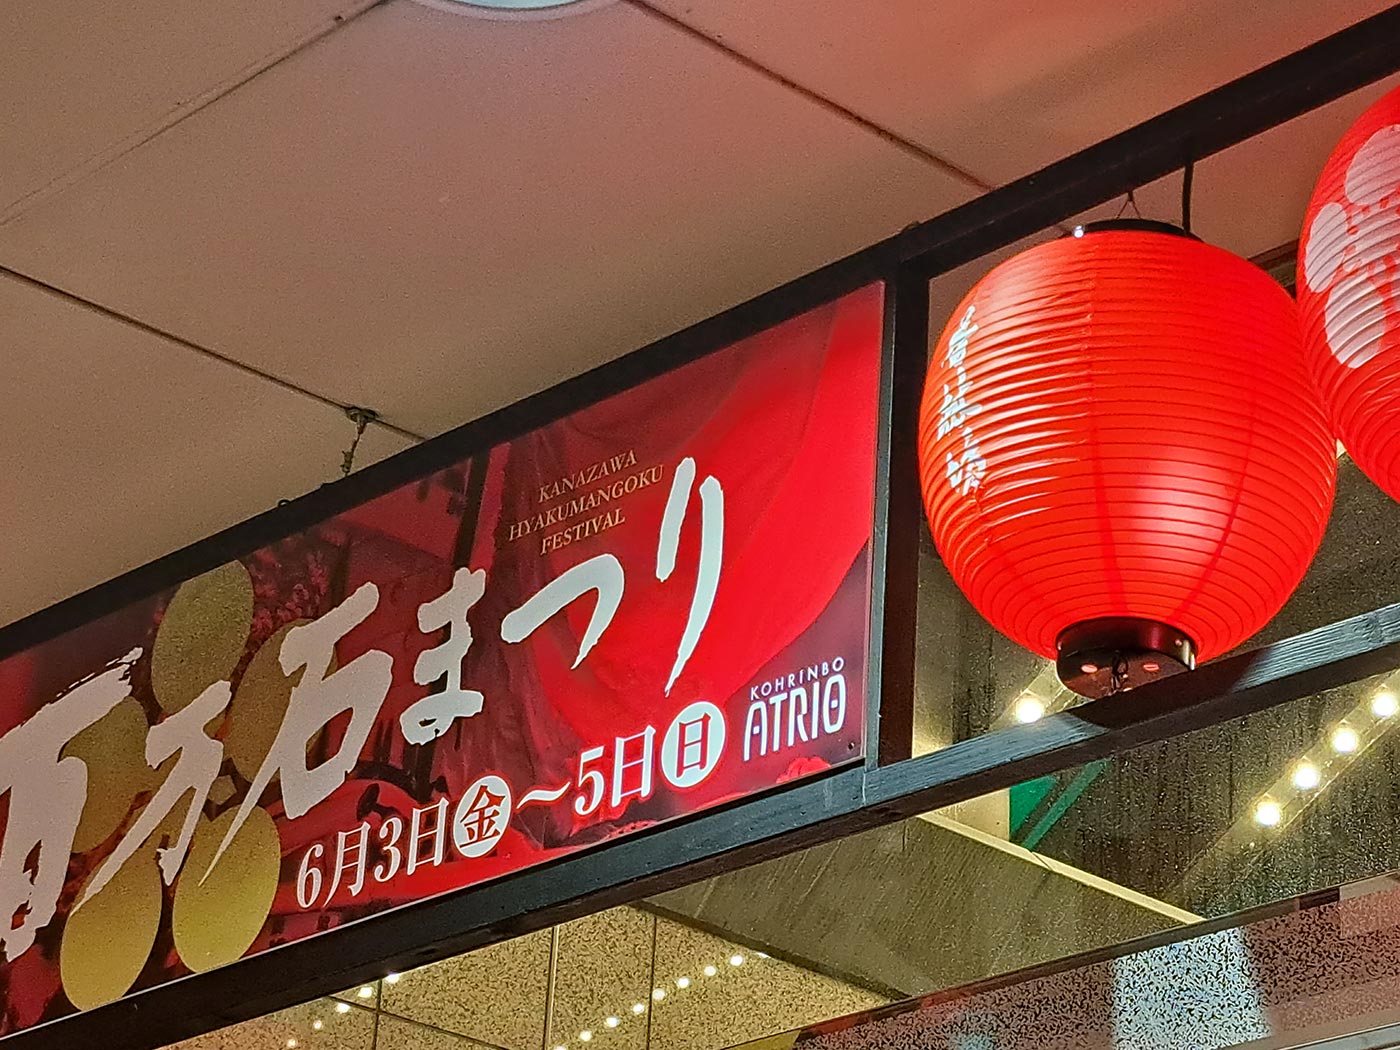 KANAZAWA
HYAKUMANGOKU
FESTIVAL
百万石まつり
6月3日金〜5日日
KOHRINBO
ATRIO